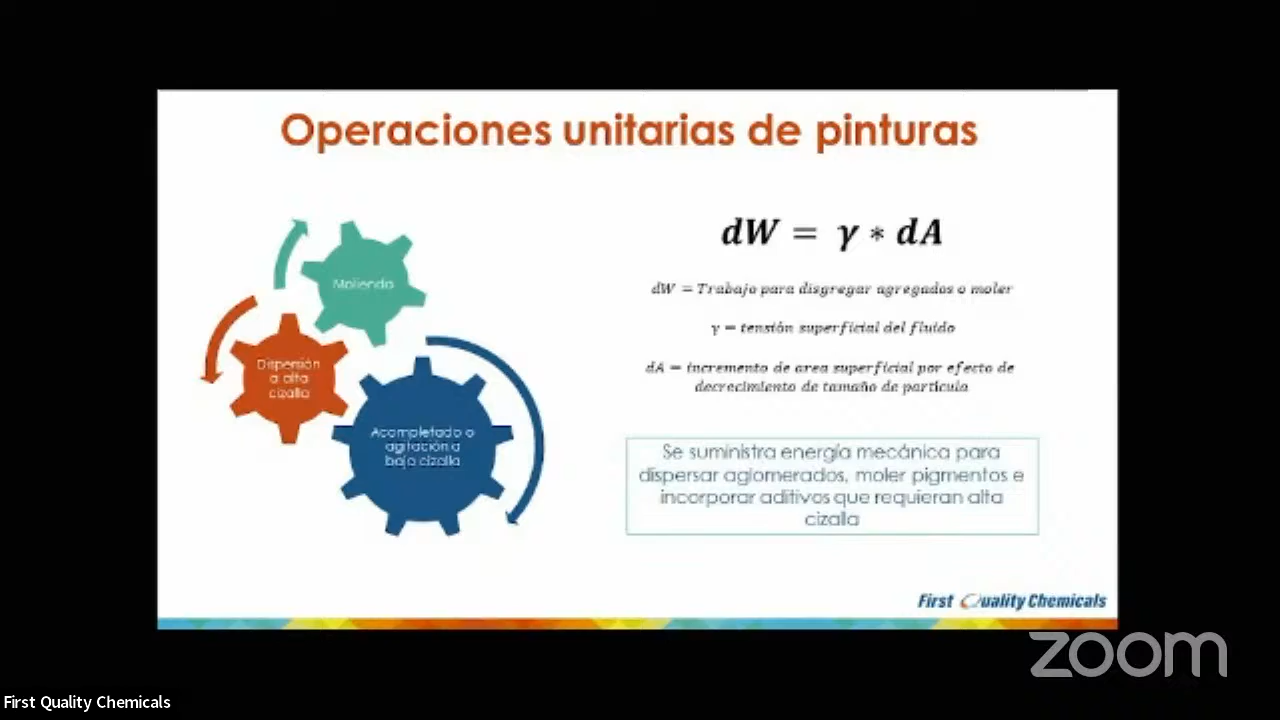 Operaciones unitarias de pinturas
Molienda
Dispersión
a alta
cizalla
Acompletado o
agitación a
baja cizalla
dW = γ * dA
dW = Trabajo para disgregar agregados o moler
γ = tensión superficial del fluido
dA = incremento de area superficial por efecto de
decrecimiento de tamaño de partícula
Se suministra energía mecánica para
dispersar aglomerados, moler pigmentos e
incorporar aditivos que requieran alta
cizalla
First Quality Chemicals
zoom
First Quality Chemicals